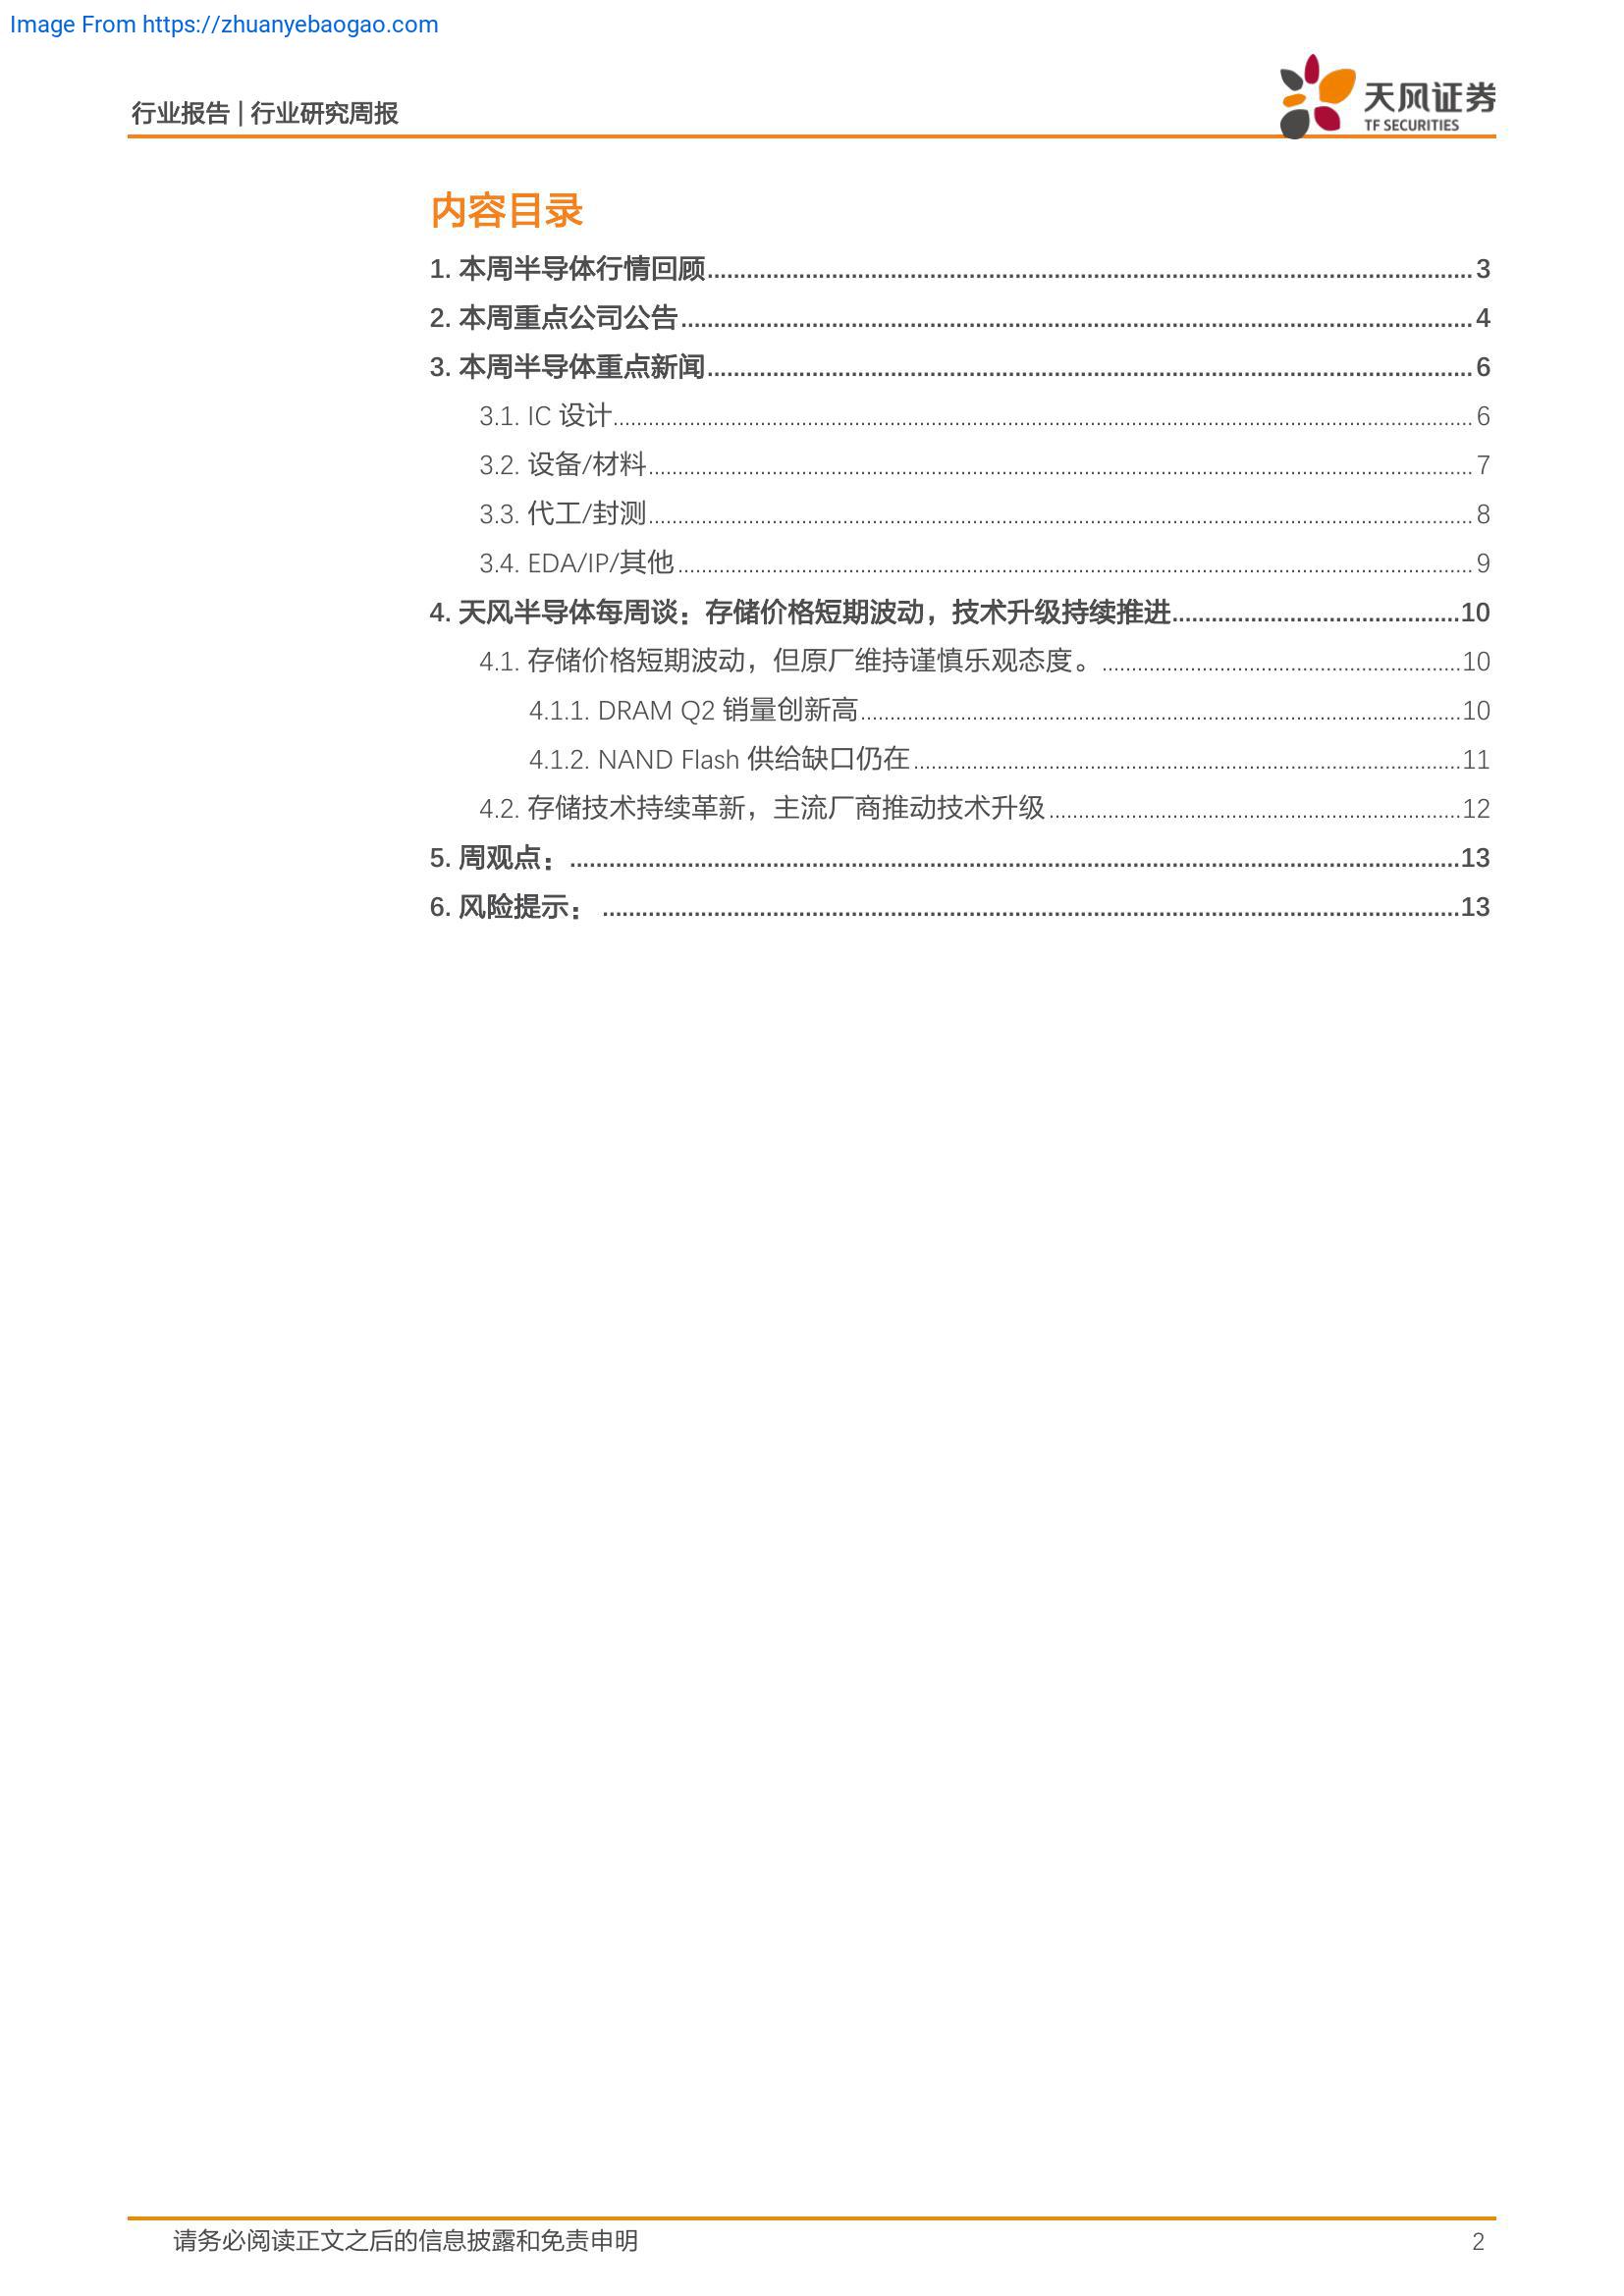 Image From https://zhuanyebaogao.com
行业报告 | 行业研究周报
天风证券
TF SECURITIES
内容目录
1. 本周半导体行情回顾 3
2. 本周重点公司公告 4
3. 本周半导体重点新闻 6
3.1. IC 设计 6
3.2. 设备/材料 7
3.3. 代工/封测 8
3.4. EDA/IP/其他 9
4. 天风半导体每周谈：存储价格短期波动，技术升级持续推进 10
4.1. 存储价格短期波动，但原厂维持谨慎乐观态度。 10
4.1.1. DRAM Q2 销量创新高 10
4.1.2. NAND Flash 供给缺口仍在 11
4.2. 存储技术持续革新，主流厂商推动技术升级 12
5. 周观点： 13
6. 风险提示： 13
请务必阅读正文之后的信息披露和免责申明 2